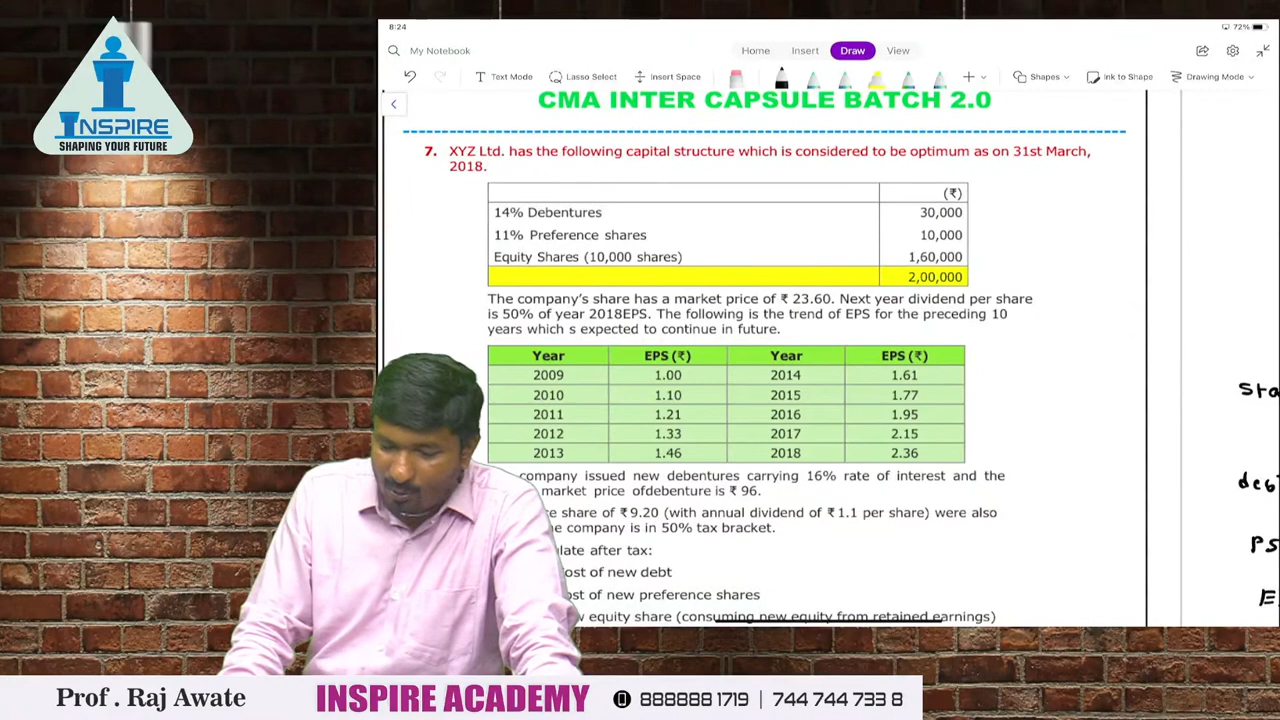 INSPIRE
SHAPING YOUR FUTURE
8:24
72%
My Notebook
Home Insert Draw View
Text Mode Lasso Select Insert Space Shapes Ink to Shape Drawing Mode
CMA INTER CAPSULE BATCH 2.0
7. XYZ Ltd. has the following capital structure which is considered to be optimum as on 31st March,
2018.
(₹)
14% Debentures 30,000
11% Preference shares 10,000
Equity Shares (10,000 shares) 1,60,000
2,00,000
The company's share has a market price of ₹ 23.60. Next year dividend per share
is 50% of year 2018EPS. The following is the trend of EPS for the preceding 10
years which s expected to continue in future.
Year EPS (₹) Year EPS (₹)
2009 1.00 2014 1.61
2010 1.10 2015 1.77
2011 1.21 2016 1.95
2012 1.33 2017 2.15
2013 1.46 2018 2.36
company issued new debentures carrying 16% rate of interest and the
market price ofdebenture is ₹ 96.
share of ₹9.20 (with annual dividend of ₹1.1 per share) were also
company is in 50% tax bracket.
after tax:
of new debt
of new preference shares
equity share (consuming new equity from retained earnings)
PS
E
Prof . Raj Awate
INSPIRE ACADEMY
888888 1719 | 744 744 733 8